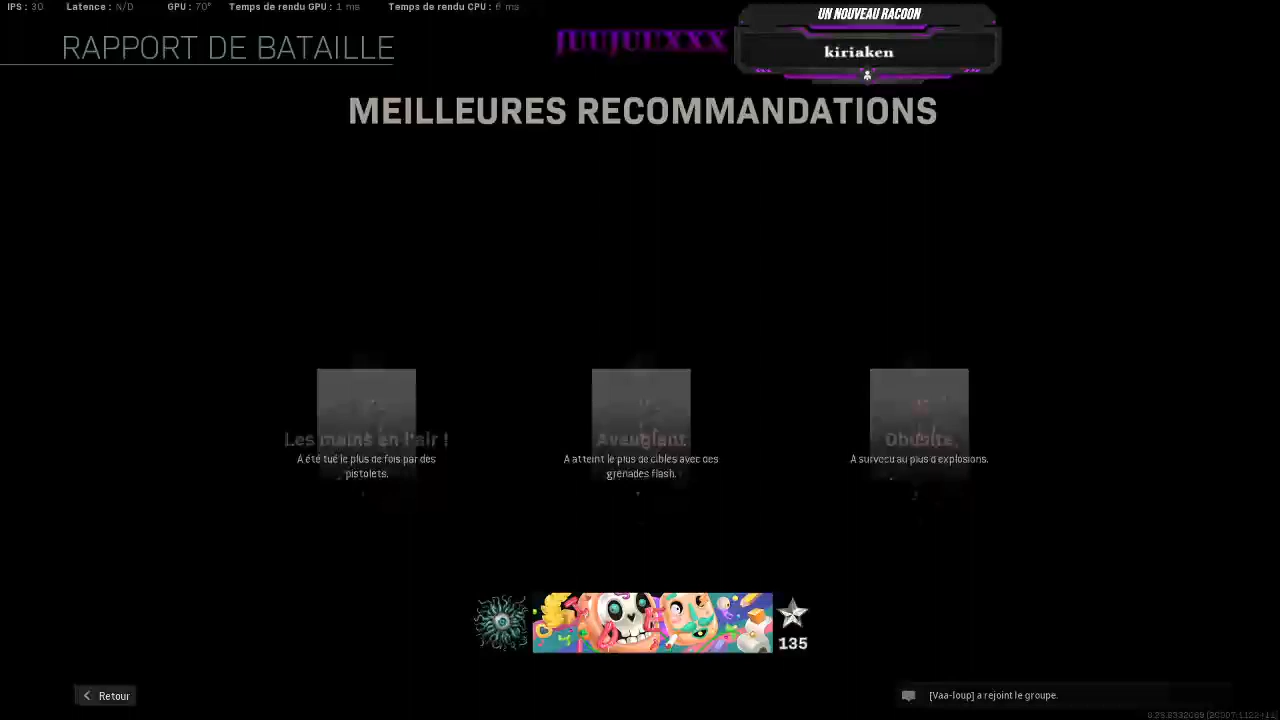 IPS : 30 Latence : N/D GPU : 70° Temps de rendu GPU : 1 ms Temps de rendu CPU : 6 ms
UN NOUVEAU RACOON
RAPPORT DE BATAILLE
JUUJUUXXX
kiriaken
MEILLEURES RECOMMANDATIONS
Les mains en l'air !
A été tué le plus de fois par des
pistolets.
Aveuglant
A atteint le plus de cibles avec des
grenades flash.
Obusite
A survécu au plus d'explosions.
135
Retour
[Vaa-loup] a rejoint le groupe.